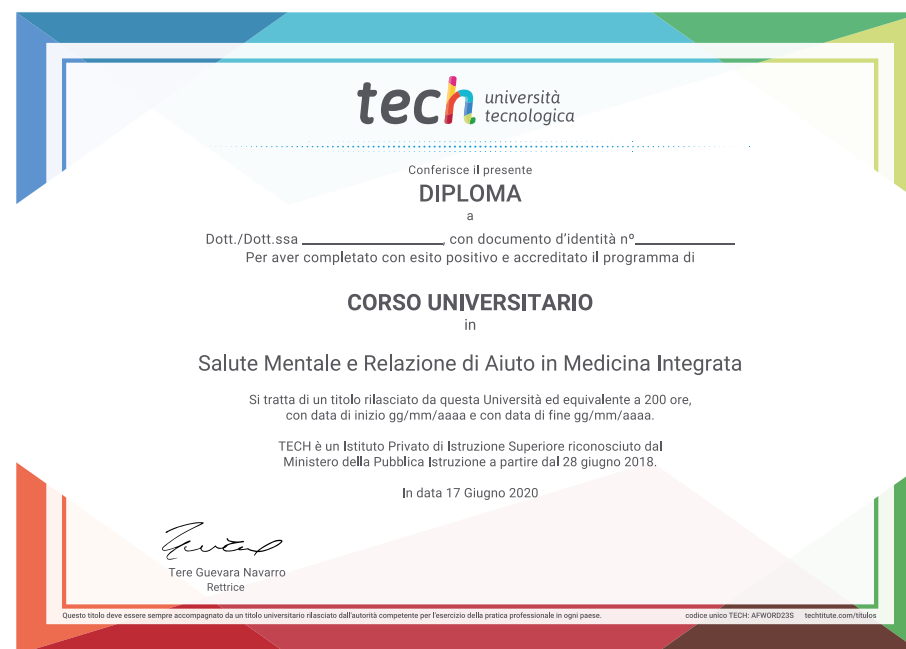 tech università
tecnologica
Conferisce il presente
DIPLOMA
a
Dott./Dott.ssa ____________________, con documento d'identità nº______________
Per aver completato con esito positivo e accreditato il programma di
CORSO UNIVERSITARIO
in
Salute Mentale e Relazione di Aiuto in Medicina Integrata
Si tratta di un titolo rilasciato da questa Università ed equivalente a 200 ore,
con data di inizio gg/mm/aaaa e con data di fine gg/mm/aaaa.
TECH è un Istituto Privato di Istruzione Superiore riconosciuto dal
Ministero della Pubblica Istruzione a partire dal 28 giugno 2018.
In data 17 Giugno 2020
Tere Guevara Navarro
Rettrice
Questo titolo deve essere sempre accompagnato da un titolo universitario rilasciato dall'autorità competente per l'esercizio della pratica professionale in ogni paese. codice unico TECH: AFWORD23S techtitute.com/titulos